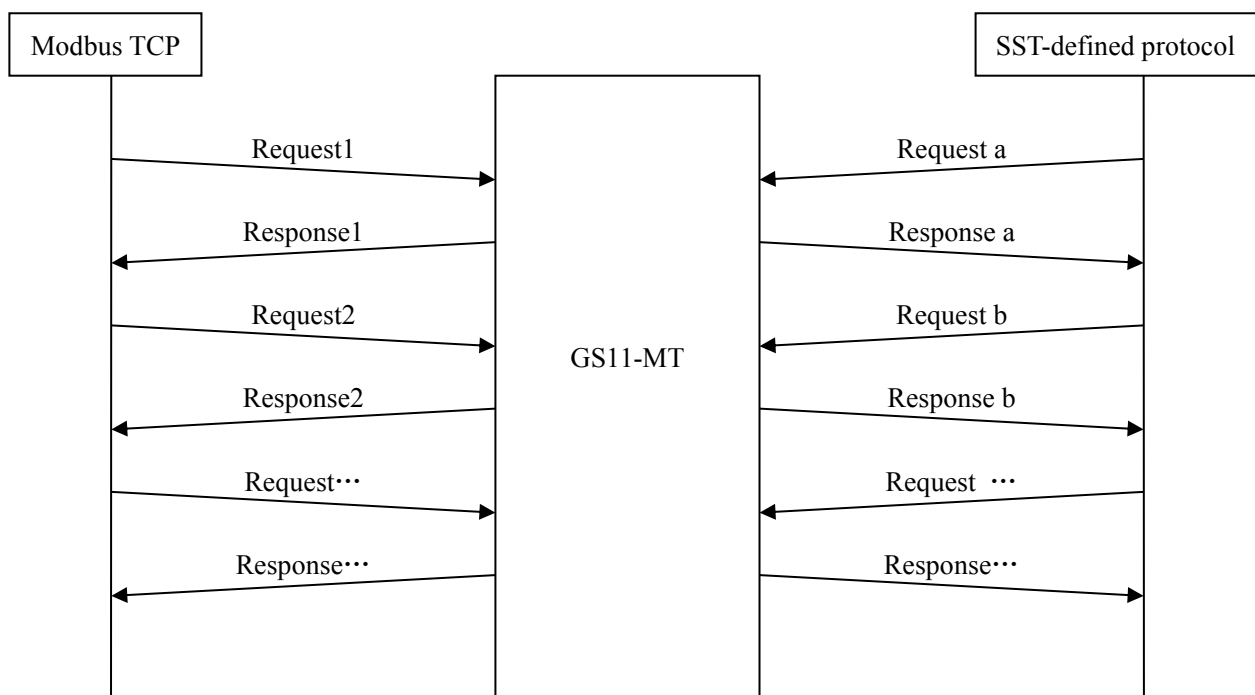 Modbus TCP
SST-defined protocol
Request1
Request a
Response1
Response a
Request2
Request b
GS11-MT
Response2
Response b
Request···
Request ···
Response···
Response···